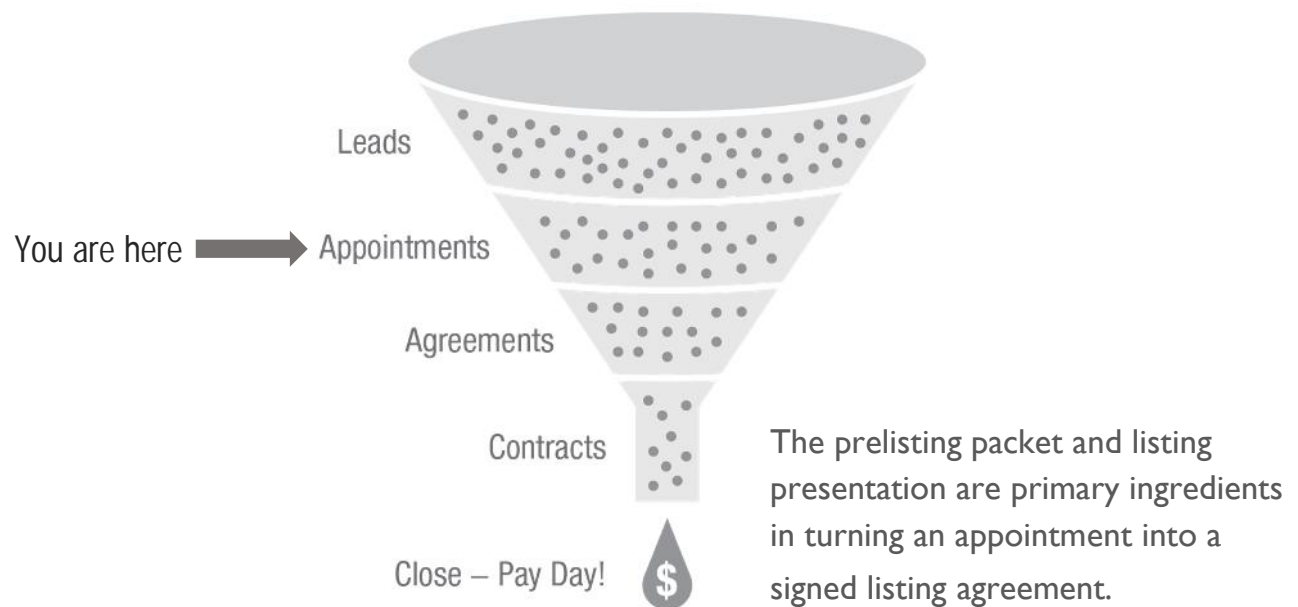 Leads
You are here
Appointments
Agreements
Contracts
The prelisting packet and listing
presentation are primary ingredients
in turning an appointment into a
signed listing agreement.
Close – Pay Day!
$